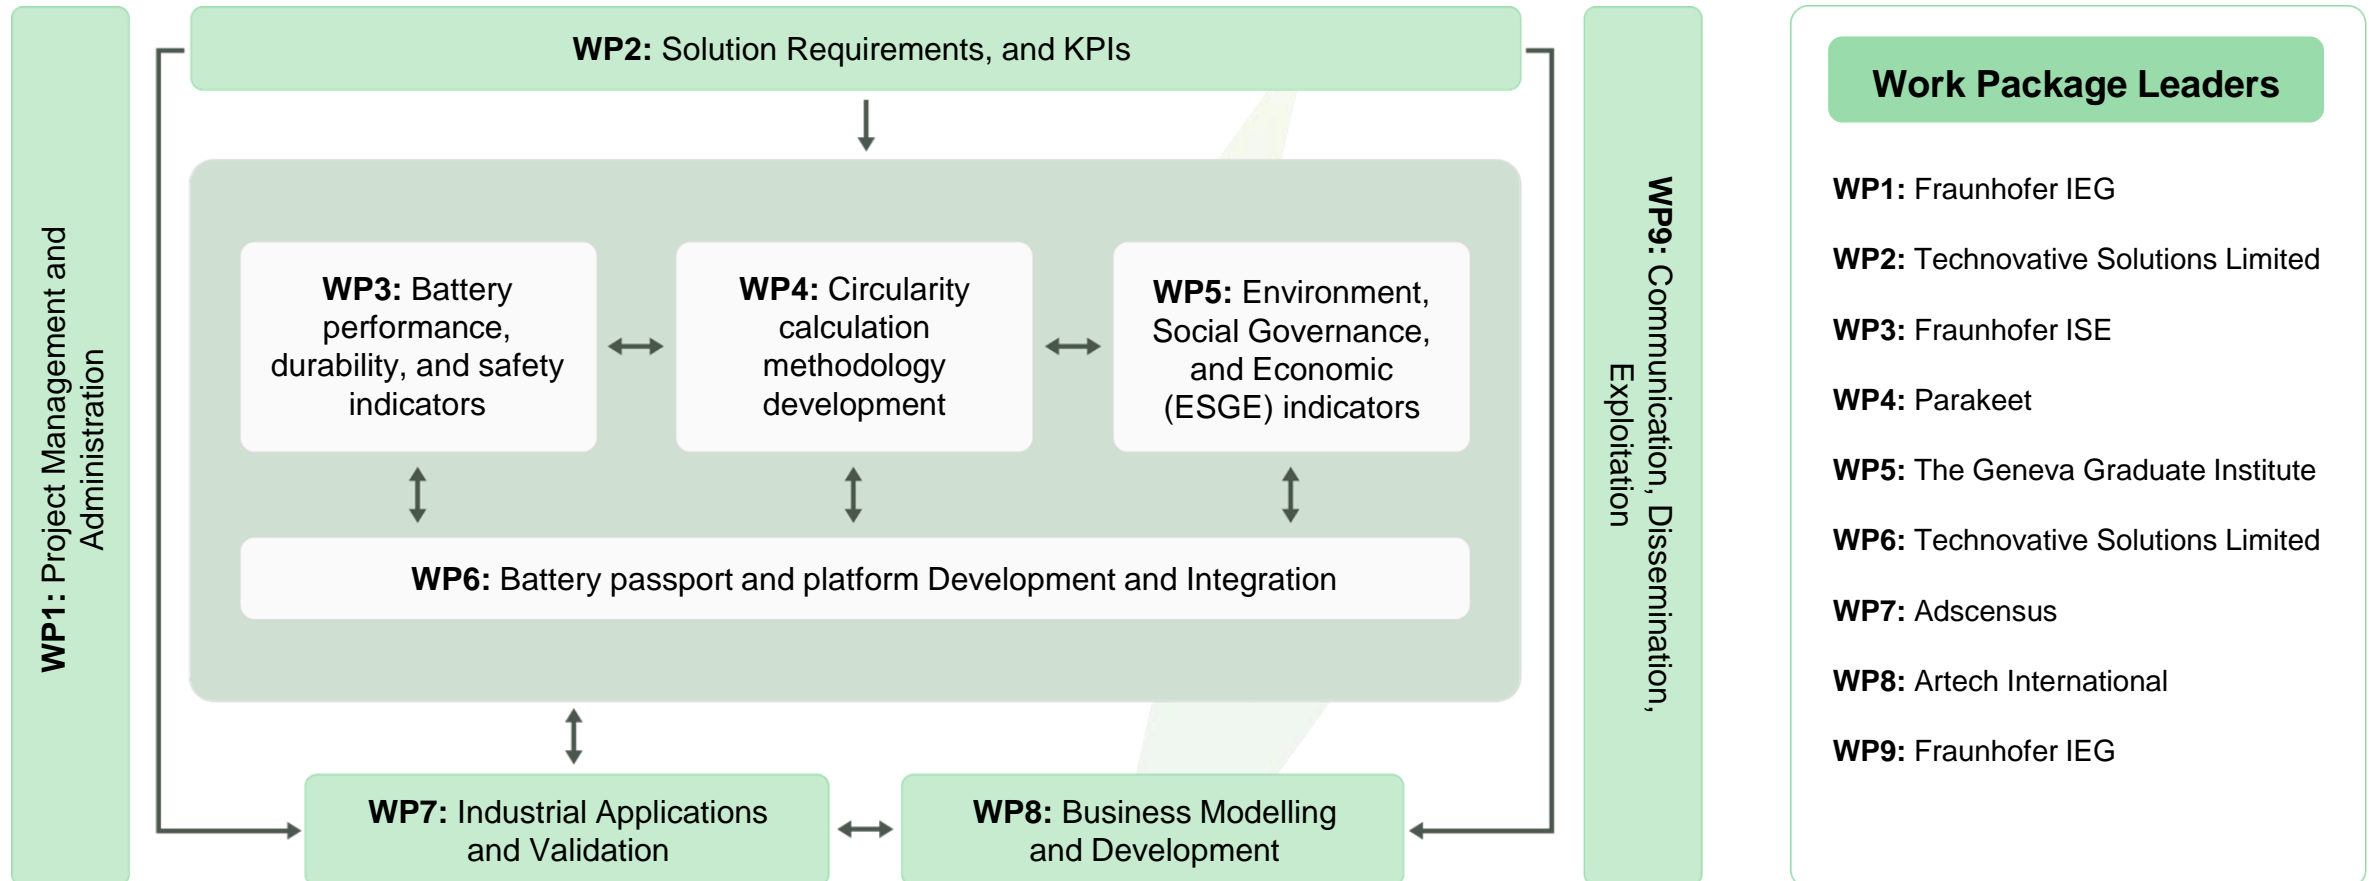 WP1: Project Management and
Administration
WP2: Solution Requirements, and KPIs
WP3: Battery
performance,
durability, and safety
indicators
WP4: Circularity
calculation
methodology
development
WP5: Environment,
Social Governance,
and Economic
(ESGE) indicators
WP6: Battery passport and platform Development and Integration
WP7: Industrial Applications
and Validation
WP8: Business Modelling
and Development
WP9: Communication, Dissemination,
Exploitation
Work Package Leaders
WP1: Fraunhofer IEG
WP2: Technovative Solutions Limited
WP3: Fraunhofer ISE
WP4: Parakeet
WP5: The Geneva Graduate Institute
WP6: Technovative Solutions Limited
WP7: Adscensus
WP8: Artech International
WP9: Fraunhofer IEG